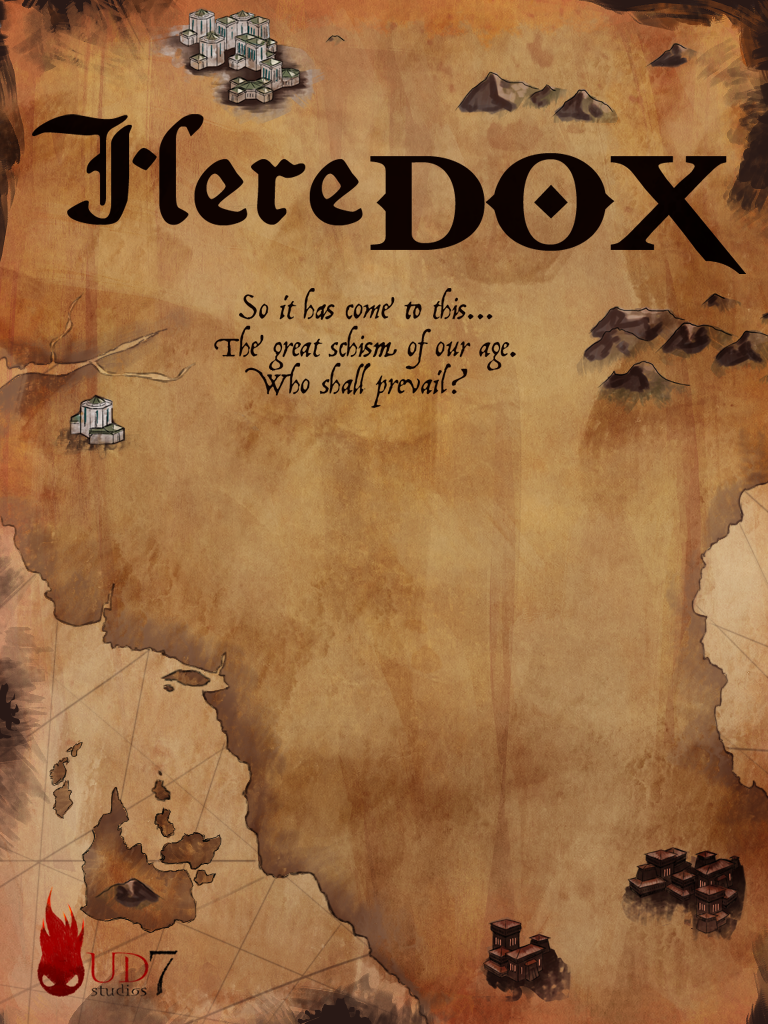 HereDOX
So it has come to this...
The great schism of our age.
Who shall prevail?
UD7
studios